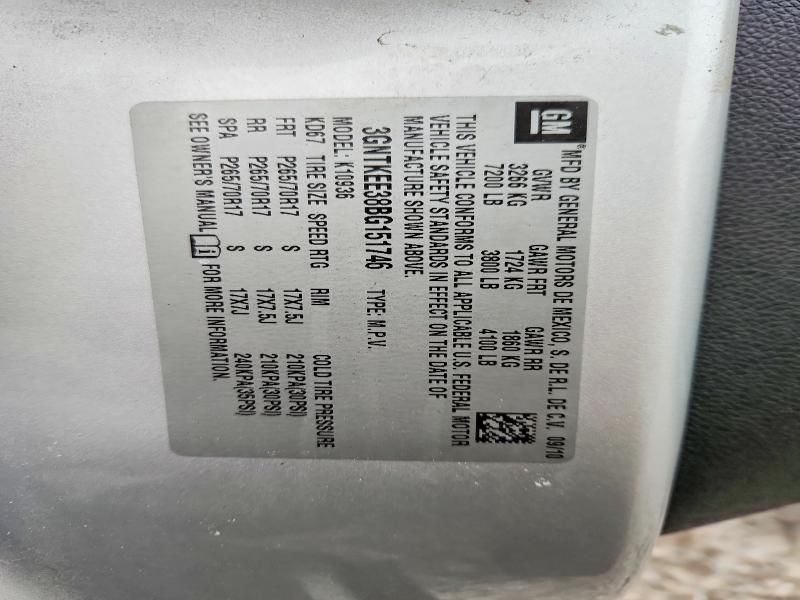 GM
®MFD BY GENERAL MOTORS DE MEXICO, S. DE R.L. DE C.V. 09/10
GVWR GAWR FRT GAWR RR
3266 KG 1724 KG 1860 KG
7200 LB 3800 LB 4100 LB
THIS VEHICLE CONFORMS TO ALL APPLICABLE U.S. FEDERAL MOTOR
VEHICLE SAFETY STANDARDS IN EFFECT ON THE DATE OF
MANUFACTURE SHOWN ABOVE.
3GNTKEE38BG151746 TYPE: M.P.V.
MODEL: K10936
KD67. TIRE SIZE SPEED RTG RIM COLD TIRE PRESSURE
FRT P265/70R17 S 17X7.5J 210KPA(30PSI)
RR P265/70R17 S 17X7.5J 210KPA(30PSI)
SPA P265/70R17 S 17X7J 240KPA(35PSI)
SEE OWNER'S MANUAL FOR MORE INFORMATION.